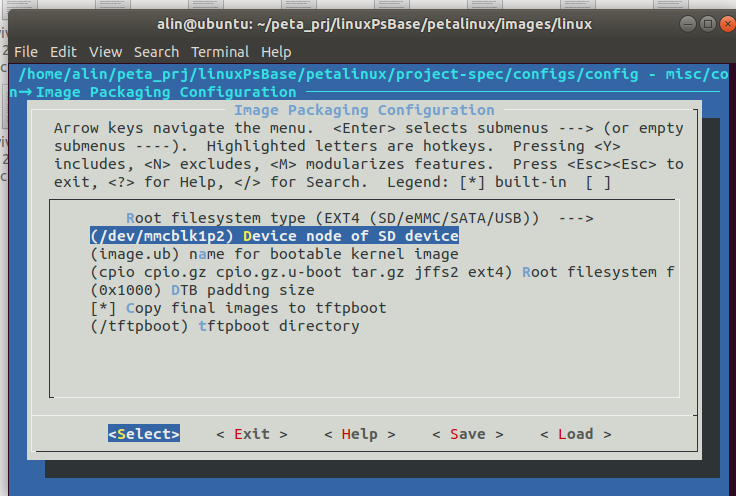 alin@ubuntu: ~/peta_prj/linuxPsBase/petalinux/images/linux
File Edit View Search Terminal Help
/home/alin/peta_prj/linuxPsBase/petalinux/project-spec/configs/config - misc/co
n→Image Packaging Configuration
Image Packaging Configuration
Arrow keys navigate the menu. <Enter> selects submenus ---> (or empty
submenus ----). Highlighted letters are hotkeys. Pressing <Y>
includes, <N> excludes, <M> modularizes features. Press <Esc><Esc> to
exit, <?> for Help, </> for Search. Legend: [*] built-in [ ]
Root filesystem type (EXT4 (SD/eMMC/SATA/USB)) --->
(/dev/mmcblk1p2) Device node of SD device
(image.ub) name for bootable kernel image
(cpio cpio.gz cpio.gz.u-boot tar.gz jffs2 ext4) Root filesystem f
(0x1000) DTB padding size
[*] Copy final images to tftpboot
(/tftpboot) tftpboot directory
<Select> < Exit > < Help > < Save > < Load >